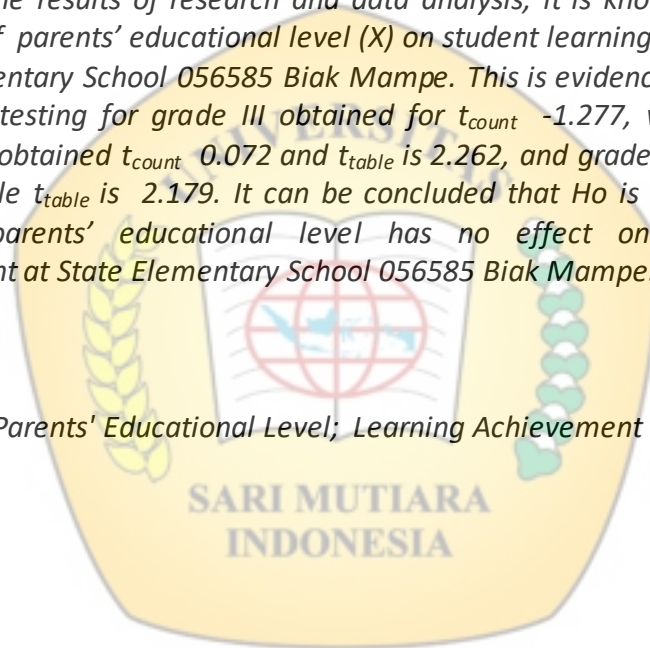 he results of research and data analysis, it is kno
f parents’ educational level (X) on student learning
entary School 056585 Biak Mampe. This is evidenc
testing for grade III obtained for tcount -1.277, v
obtained tcount 0.072 and ttable is 2.262, and grade
le ttable is 2.179. It can be concluded that Ho is
parents’ educational level has no effect on
nt at State Elementary School 056585 Biak Mampe.
Parents' Educational Level; Learning Achievement
UNIVERSITAS
SARI MUTIARA
INDONESIA